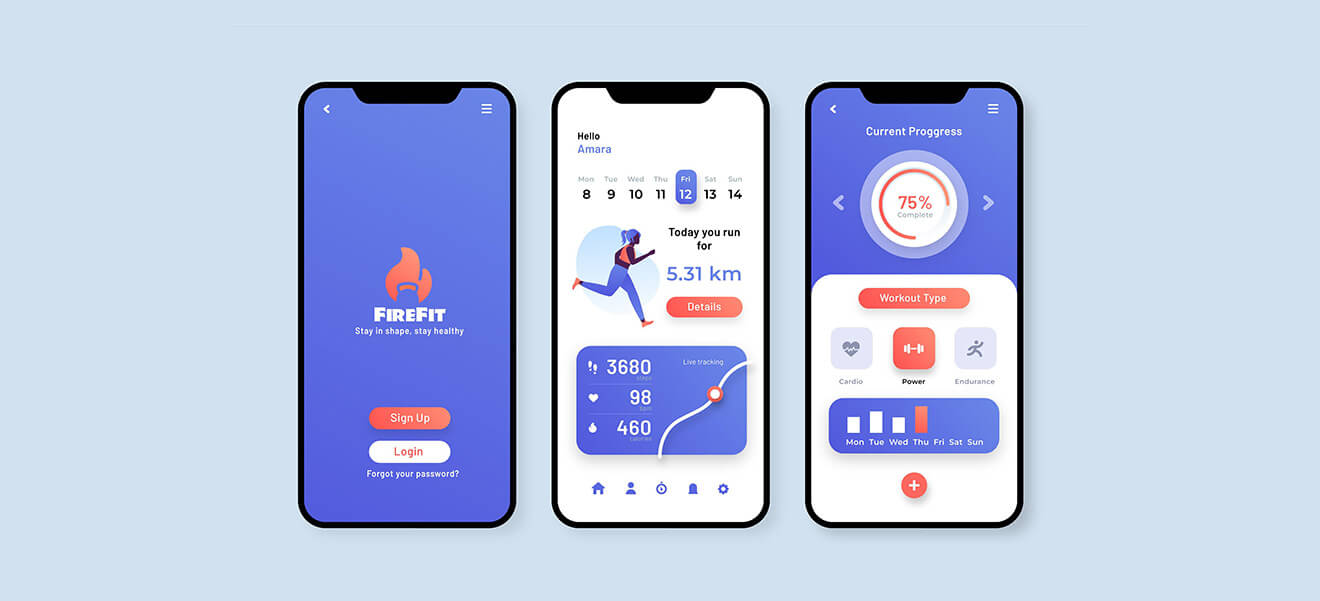 FIREFIT
Stay in shape, stay healthy
Sign Up
Login
Forgot your password?
Hello
Amara
Mon Tue Wed Thu Fri Sat Sun
8 9 10 11 12 13 14
Today you run
for
5.31 km
Details
3680
steps
Live tracking
98
bpm
460
calories
Current Proggress
75%
Complete
Workout Type
Cardio Power Endurance
Mon Tue Wed Thu Fri Sat Sun